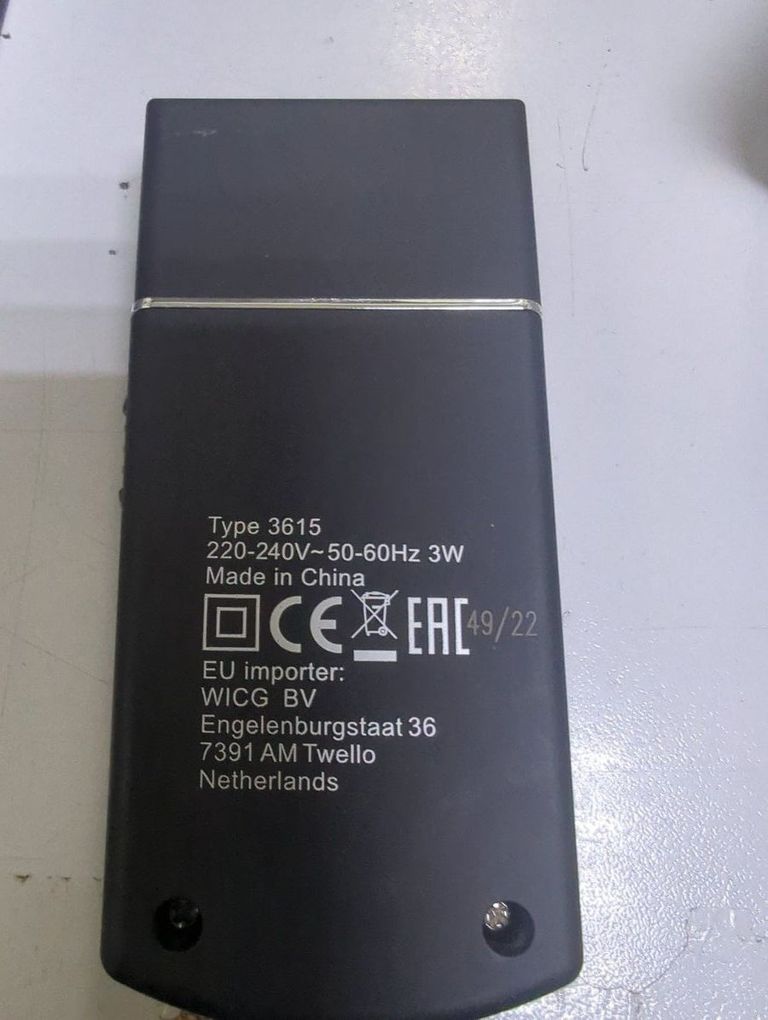 Type 3615
220-240V~50-60Hz 3W
Made in China
CE EAC 49/22
EU importer:
WICG BV
Engelenburgstaat 36
7391 AM Twello
Netherlands